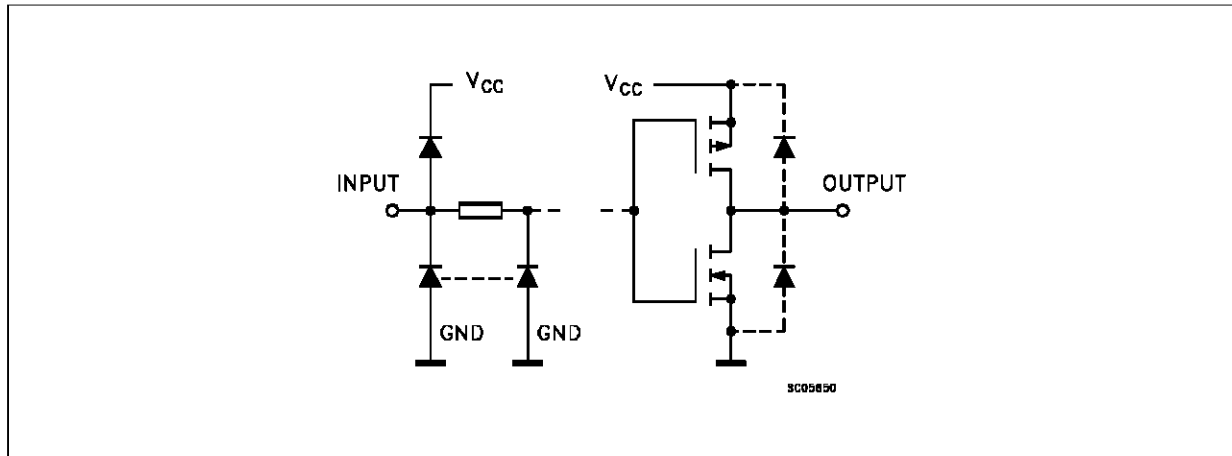 VCC
VCC
INPUT
OUTPUT
GND
GND
SC05850